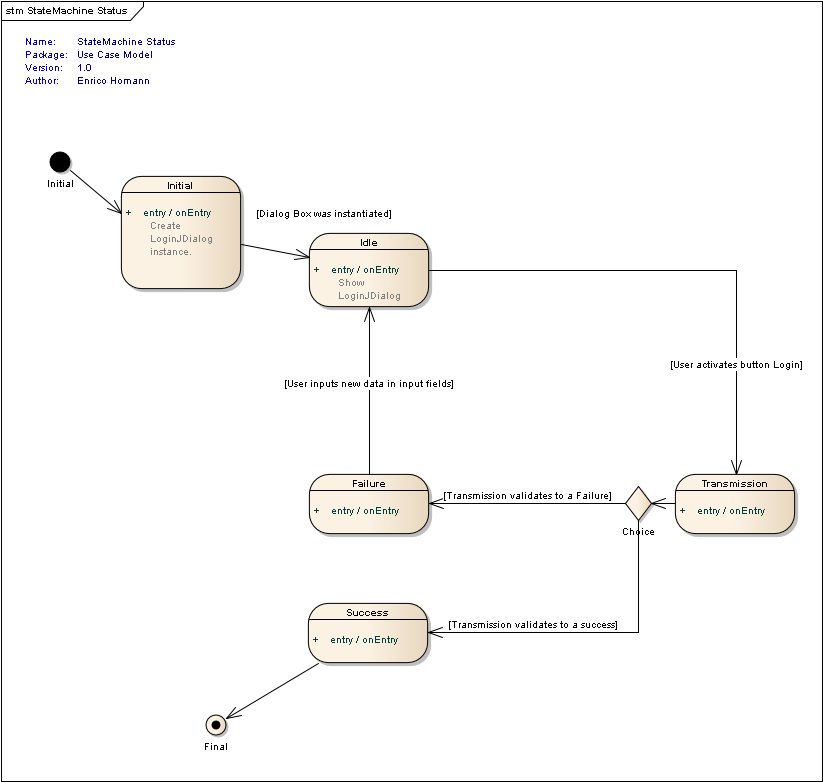 stm StateMachine Status
Name: StateMachine Status
Package: Use Case Model
Version: 1.0
Author: Enrico Homann
Initial
Initial
+ entry / onEntry
Create
LoginJDialog
instance.
[Dialog Box was instantiated]
Idle
+ entry / onEntry
Show
LoginJDialog
[User activates button Login]
[User inputs new data in input fields]
Failure
+ entry / onEntry
[Transmission validates to a Failure]
Choice
Transmission
+ entry / onEntry
Success
+ entry / onEntry
[Transmission validates to a success]
Final